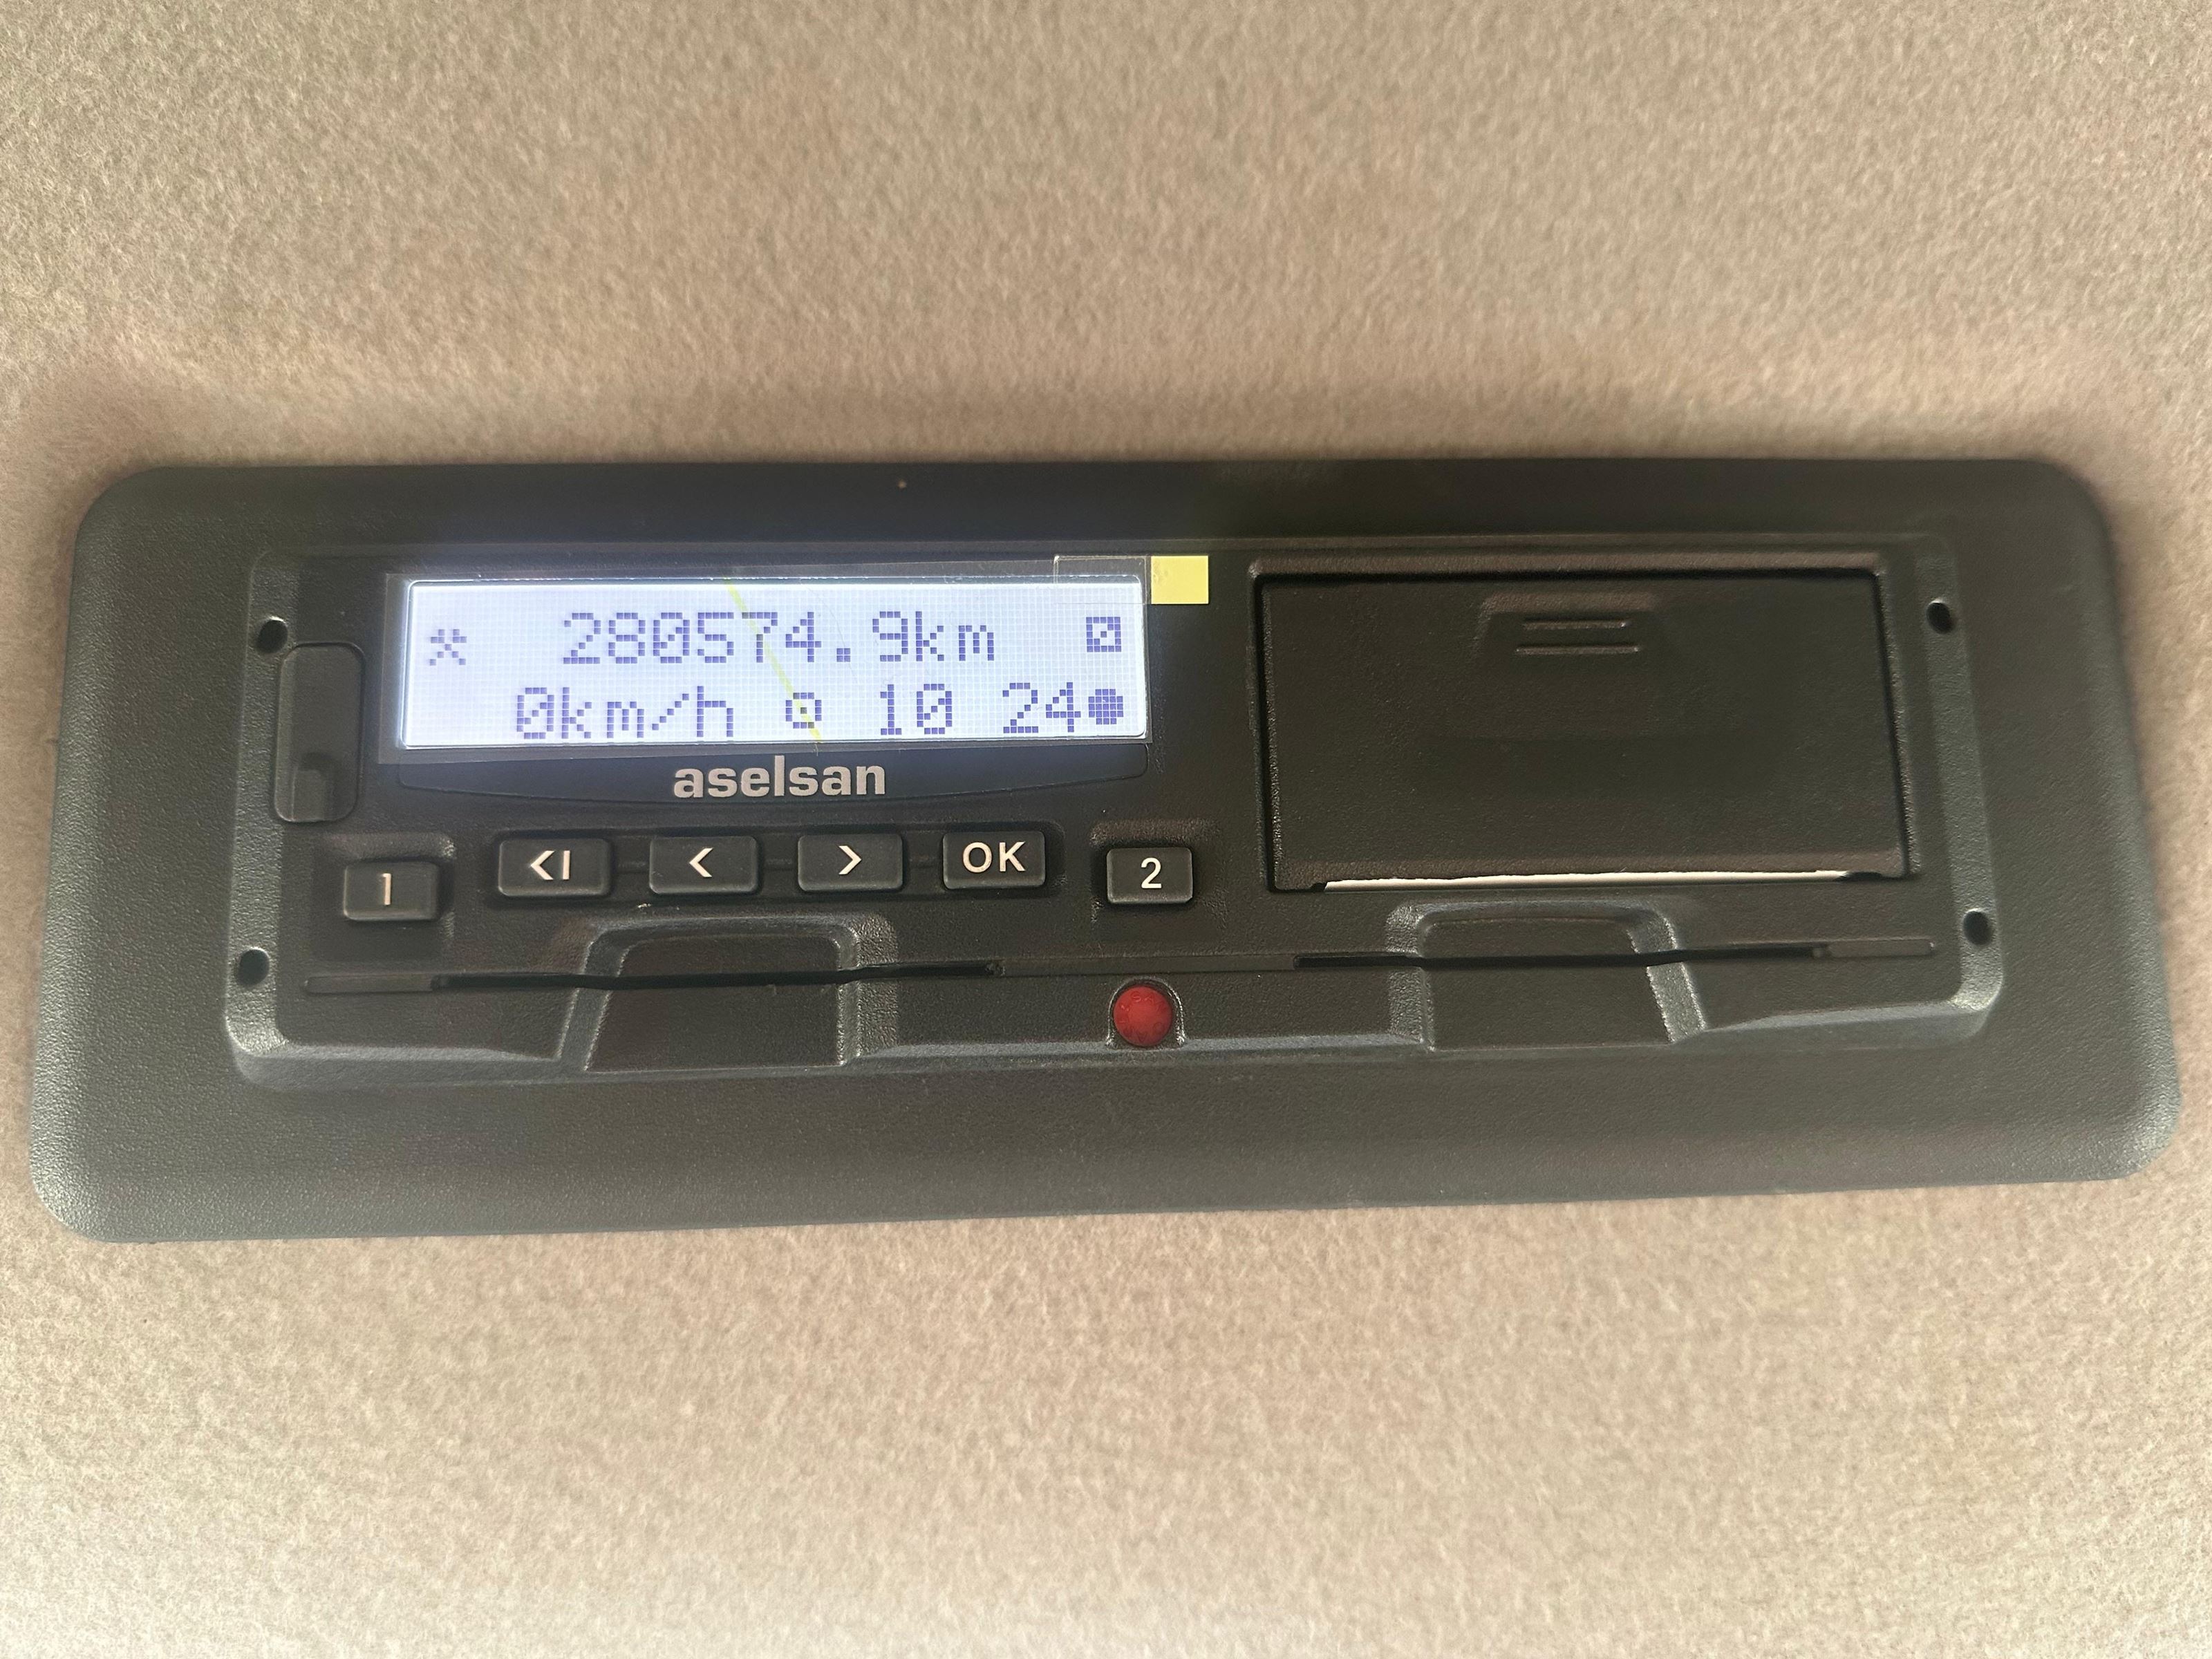 280574.9km
0km/h 10 24
aselsan
1 <I < > OK 2